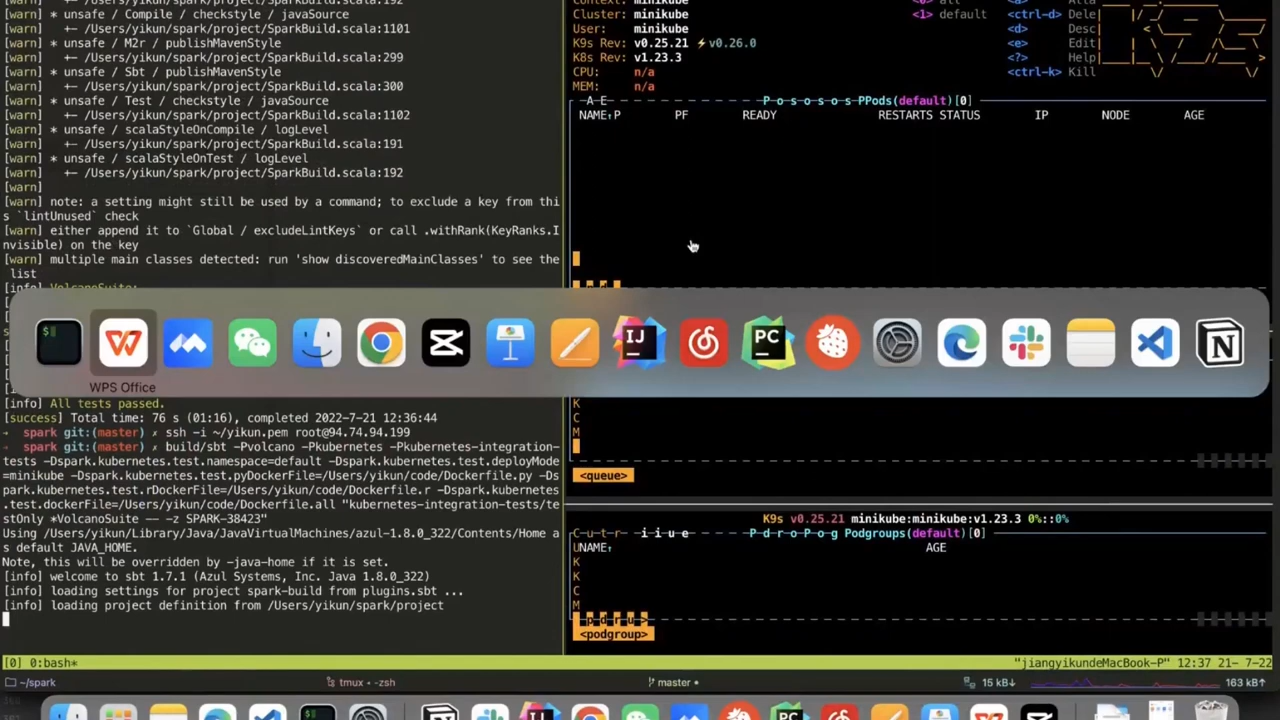 [warn] * unsafe / Compile / checkstyle / javaSource
[warn]   +- /Users/yikun/spark/project/SparkBuild.scala:1101
[warn] * unsafe / M2r / publishMavenStyle
[warn]   +- /Users/yikun/spark/project/SparkBuild.scala:299
[warn] * unsafe / Sbt / publishMavenStyle
[warn]   +- /Users/yikun/spark/project/SparkBuild.scala:300
[warn] * unsafe / Test / checkstyle / javaSource
[warn]   +- /Users/yikun/spark/project/SparkBuild.scala:1102
[warn] * unsafe / scalaStyleOnCompile / logLevel
[warn]   +- /Users/yikun/spark/project/SparkBuild.scala:191
[warn] * unsafe / scalaStyleOnTest / logLevel
[warn]   +- /Users/yikun/spark/project/SparkBuild.scala:192
[warn]
[warn] note: a setting might still be used by a command; to exclude a key from thi
s `lintUnused` check
[warn] either append it to `Global / excludeLintKeys` or call .withRank(KeyRanks.I
nvisible) on the key
[warn] multiple main classes detected: run 'show discoveredMainClasses' to see the
list
[info] VolcanoSuite:
WPS Office
[info] All tests passed.
[success] Total time: 76 s (01:16), completed 2022-7-21 12:36:44
spark git:(master) ✗ ssh -i ~/yikun.pem root@94.74.94.199
spark git:(master) ✗ build/sbt -Pvolcano -Pkubernetes -Pkubernetes-integration-
tests -Dspark.kubernetes.test.namespace=default -Dspark.kubernetes.test.deployMode
=minikube -Dspark.kubernetes.test.pyDockerFile=/Users/yikun/code/Dockerfile.py -Ds
park.kubernetes.test.rDockerFile=/Users/yikun/code/Dockerfile.r -Dspark.kubernetes
.test.dockerFile=/Users/yikun/code/Dockerfile.all "kubernetes-integration-tests/te
stOnly *VolcanoSuite -- -z SPARK-38423"
Using /Users/yikun/Library/Java/JavaVirtualMachines/azul-1.8.0_322/Contents/Home a
s default JAVA_HOME.
Note, this will be overridden by -java-home if it is set.
[info] welcome to sbt 1.7.1 (Azul Systems, Inc. Java 1.8.0_322)
[info] loading settings for project spark-build from plugins.sbt ...
[info] loading project definition from /Users/yikun/spark/project
Context: minikube <0> all <a> Atta
Cluster: minikube <1> default <ctrl-d> Dele
User: minikube <d> Desc
K9s Rev: v0.25.21 ⚡v0.26.0 <e> Edit
K8s Rev: v1.23.3 <?> Help
CPU: n/a <ctrl-k> Kill
MEM: n/a
A E P o s o s o s PPods(default)[0]
NAME↑P PF READY RESTARTS STATUS IP NODE AGE
K
C
M
<queue>
K9s v0.25.21 minikube:minikube:v1.23.3 0%::0%
C u t r i i u e P d r o P o g Podgroups(default)[0]
UNAME↑ AGE
K
K
C
M
p d r u >
<podgroup>
[0] 0:bash* "jiangyikundeMacBook-P" 12:37 21- 7-22
~/spark tmux • -zsh master • 15 kB↓ 163 kB↑